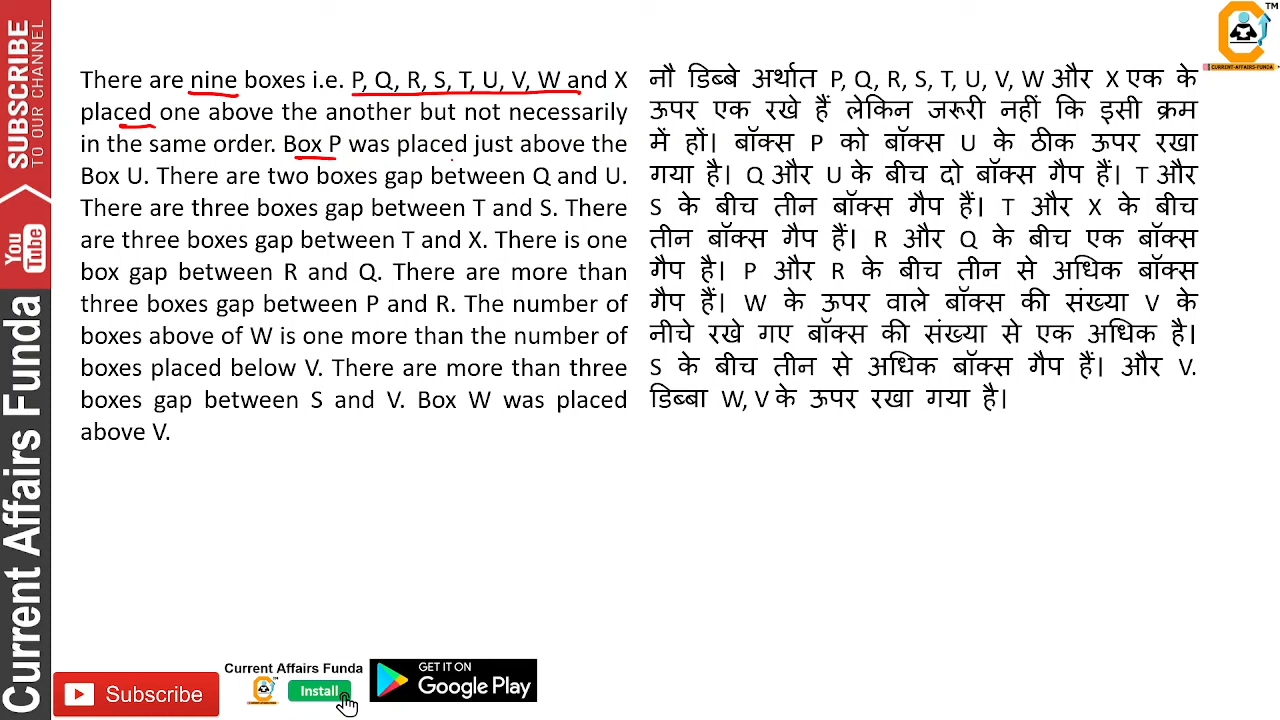 SUBSCRIBE
TO OUR CHANNEL
You
Tube
Current Affairs Funda
TM
CURRENT-AFFAIRS-FUNDA
There are nine boxes i.e. P, Q, R, S, T, U, V, W and X
placed one above the another but not necessarily
in the same order. Box P was placed just above the
Box U. There are two boxes gap between Q and U.
There are three boxes gap between T and S. There
are three boxes gap between T and X. There is one
box gap between R and Q. There are more than
three boxes gap between P and R. The number of
boxes above of W is one more than the number of
boxes placed below V. There are more than three
boxes gap between S and V. Box W was placed
above V.
नौ डिब्बे अर्थात P, Q, R, S, T, U, V, W और X एक के
ऊपर एक रखे हैं लेकिन जरूरी नहीं कि इसी क्रम
में हों। बॉक्स P को बॉक्स U के ठीक ऊपर रखा
गया है। Q और U के बीच दो बॉक्स गैप हैं। T और
S के बीच तीन बॉक्स गैप हैं। T और X के बीच
तीन बॉक्स गैप हैं। R और Q के बीच एक बॉक्स
गैप है। P और R के बीच तीन से अधिक बॉक्स
गैप हैं। W के ऊपर वाले बॉक्स की संख्या V के
नीचे रखे गए बॉक्स की संख्या से एक अधिक है।
S के बीच तीन से अधिक बॉक्स गैप हैं। और V.
डिब्बा W, V के ऊपर रखा गया है।
Subscribe
Current Affairs Funda
Install
GET IT ON
Google Play